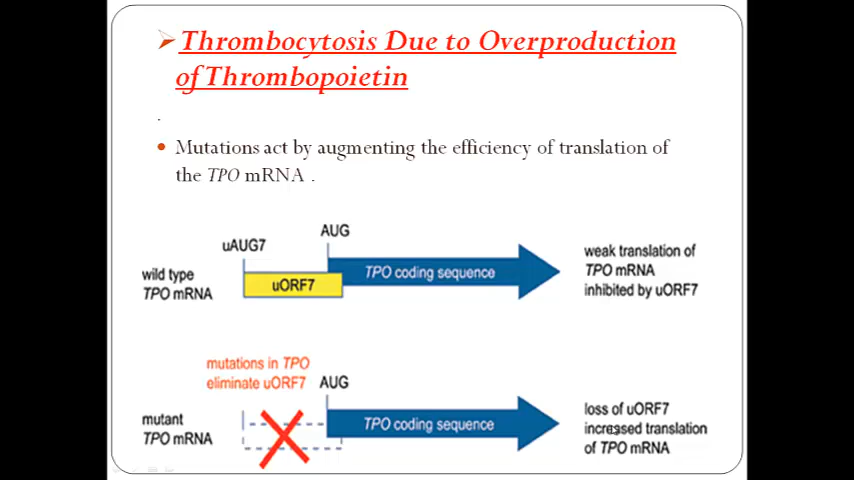 Thrombocytosis Due to Overproduction
of Thrombopoietin
.
Mutations act by augmenting the efficiency of translation of
the TPO mRNA .
AUG
uAUG7
wild type
TPO mRNA
uORF7
TPO coding sequence
weak translation of
TPO mRNA
inhibited by uORF7
mutations in TPO
eliminate uORF7
AUG
mutant
TPO mRNA
TPO coding sequence
loss of uORF7
increased translation
of TPO mRNA